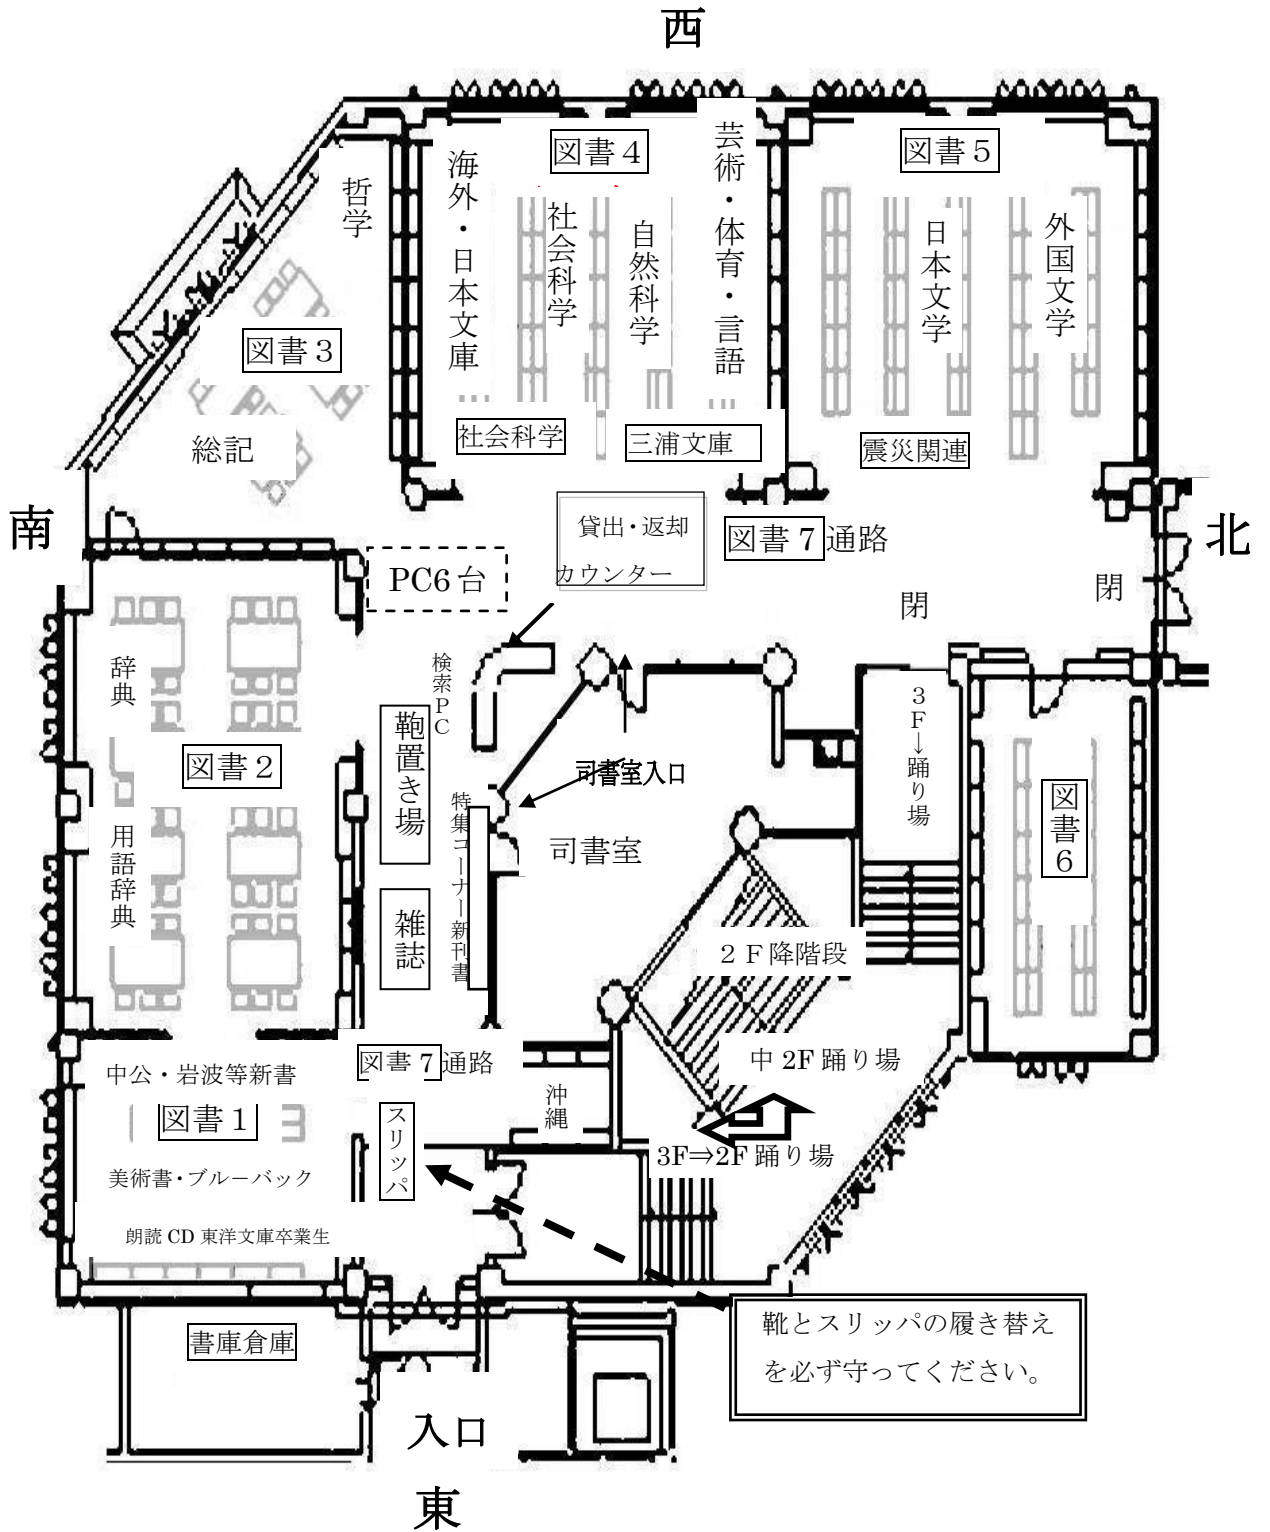 西
図書４
図書５
海外・日本文庫
社会科学
自然科学
芸術・体育・言語
日本文学
外国文学
哲学
図書３
総記
社会科学
三浦文庫
震災関連
南
北
貸出・返却
カウンター
図書７通路
PC6 台
閉
閉
辞典
検索ＰＣ
鞄置き場
３Ｆ→踊り場
図書２
司書室入口
図書６
用語辞典
特集コーナー新刊書
司書室
雑誌
２Ｆ降階段
図書７通路
中 2F 踊り場
中公・岩波等新書
図書１
スリッパ
沖縄
3F⇒2F 踊り場
美術書・ブルーバック
朗読 CD 東洋文庫卒業生
靴とスリッパの履き替え
を必ず守ってください。
書庫倉庫
入口
東